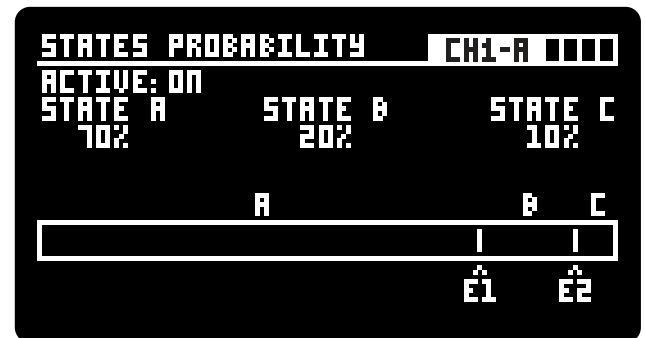 STATES PROBABILITY CH1-A
ACTIVE: ON
STATE A STATE B STATE C
70% 20% 10%
A B C
E1 E2